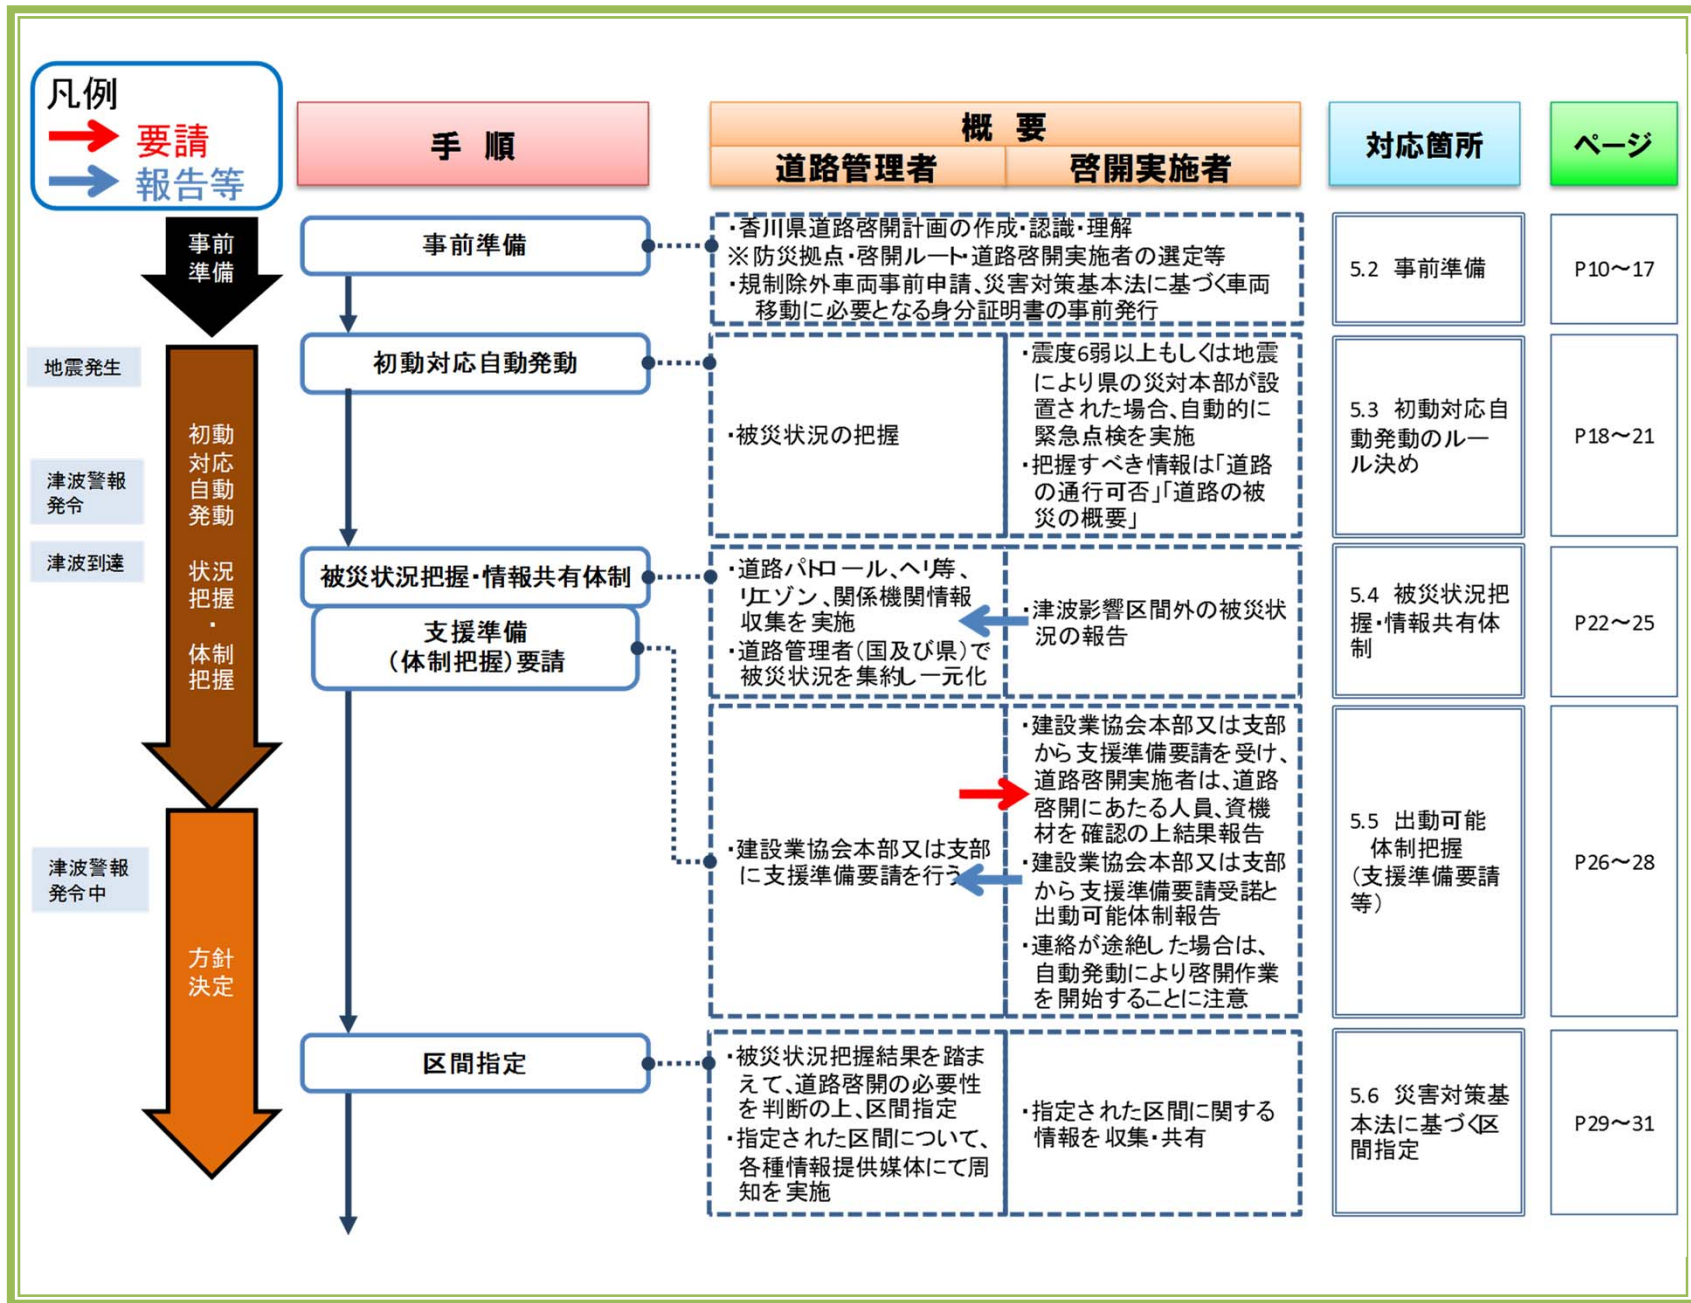 凡例
要請
報告等
手 順
概 要
道路管理者
啓開実施者
対応箇所
ページ
事前
準備
事前準備
・香川県道路啓開計画の作成・認識・理解
※防災拠点・啓開ルート・道路啓開実施者の選定等
・規制除外車両事前申請、災害対策基本法に基づく車両
移動に必要となる身分証明書の事前発行
5.2 事前準備
P10～17
地震発生
津波警報
発令
津波到達
初動
対応
自動
発動
状況
把握
・
体制
把握
初動対応自動発動
・被災状況の把握
・震度6弱以上もしくは地震
により県の災対本部が設
置された場合、自動的に
緊急点検を実施
・把握すべき情報は「道路
の通行可否」「道路の被
災の概要」
5.3 初動対応自
動発動のルー
ル決め
P18～21
被災状況把握・情報共有体制
支援準備
(体制把握)要請
・道路パトロール、ヘリ等、
リエゾン、関係機関情報
収集を実施
・道路管理者(国及び県)で
被災状況を集約し一元化
・津波影響区間外の被災状
況の報告
5.4 被災状況把
握・情報共有体
制
P22～25
津波警報
発令中
方針
決定
・建設業協会本部又は支部
に支援準備要請を行う
・建設業協会本部又は支部
から支援準備要請を受け、
道路啓開実施者は、道路
啓開にあたる人員、資機
材を確認の上結果報告
・建設業協会本部又は支部
から支援準備要請受諾と
出動可能体制報告
・連絡が途絶した場合は、
自動発動により啓開作業
を開始することに注意
5.5 出動可能
体制把握
(支援準備要請
等)
P26～28
区間指定
・被災状況把握結果を踏ま
えて、道路啓開の必要性
を判断の上、区間指定
・指定された区間について、
各種情報提供媒体にて周
知を実施
・指定された区間に関する
情報を収集・共有
5.6 災害対策基
本法に基づく区
間指定
P29～31